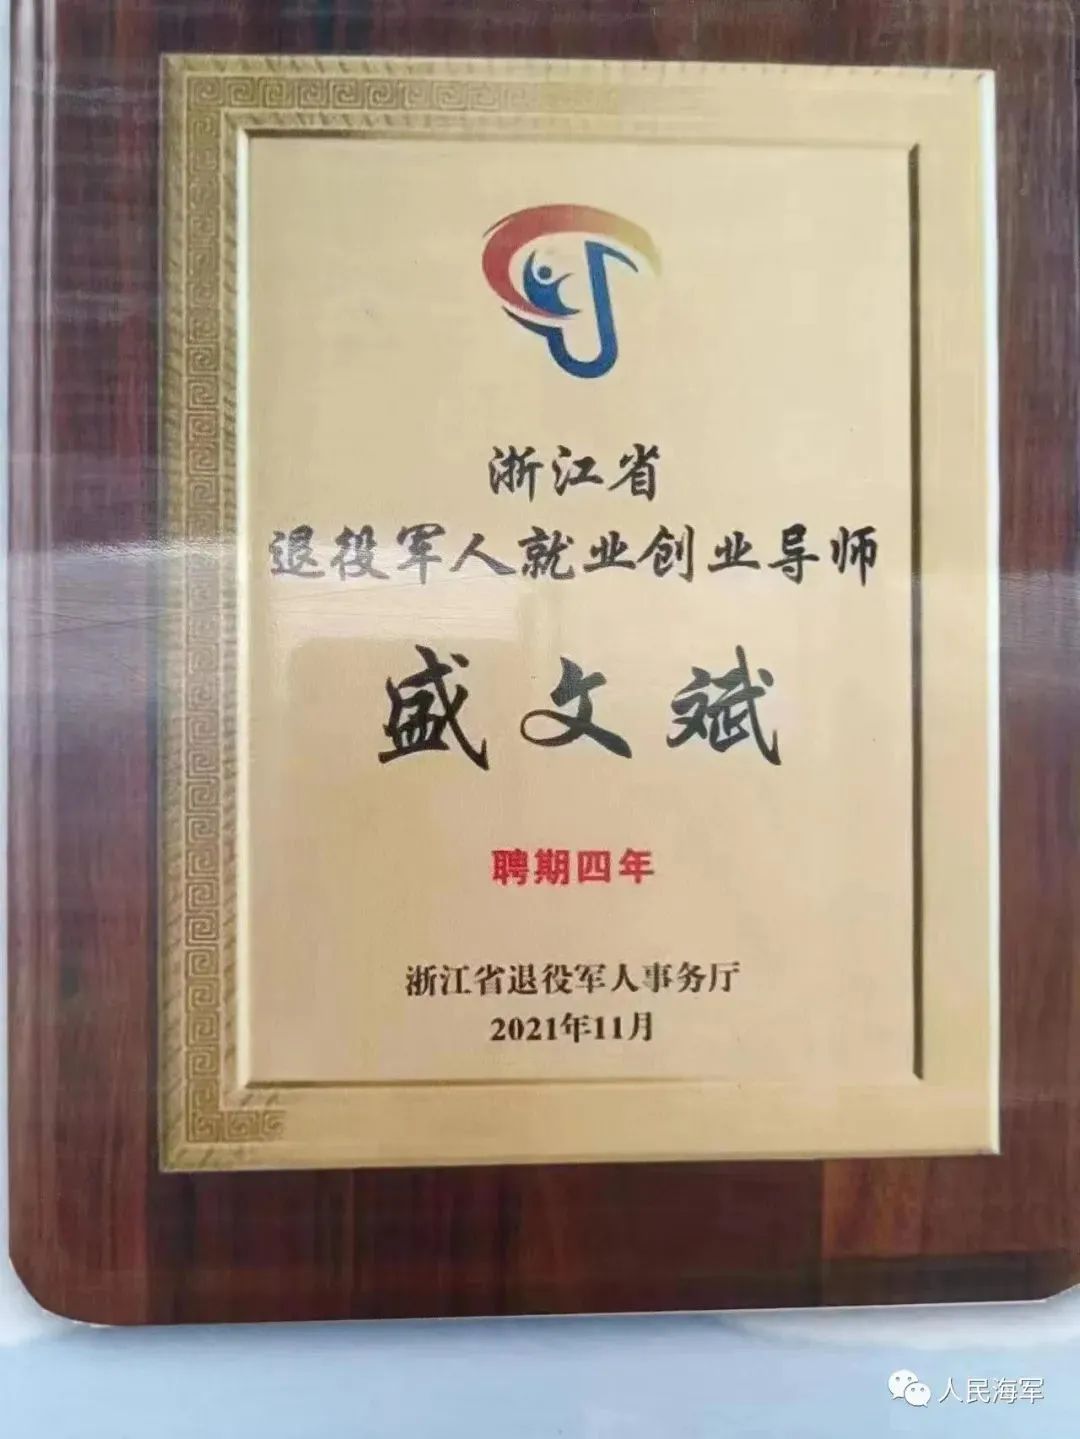 浙江省
退役军人就业创业导师
盛文斌
聘期四年
浙江省退役军人事务厅
2021年11月
人民海军